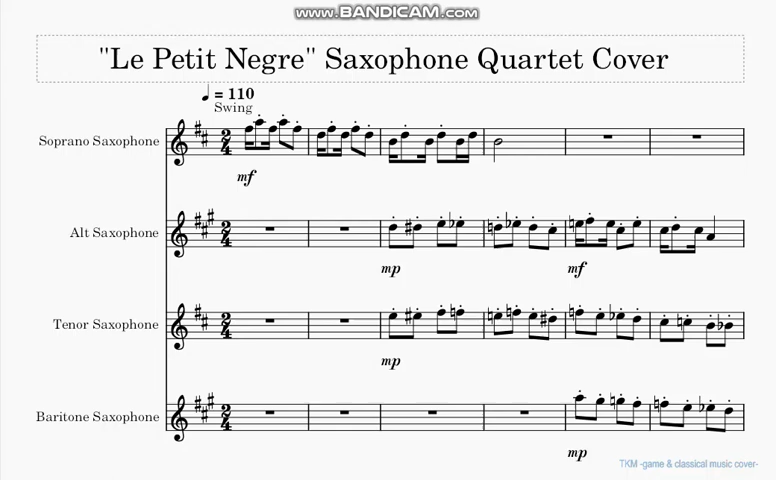 www.BANDICAM.com
"Le Petit Negre" Saxophone Quartet Cover
= 110
Swing
Soprano Saxophone
mf
Alt Saxophone
mp
mf
Tenor Saxophone
mp
Baritone Saxophone
mp
TKM -game & classical music cover-